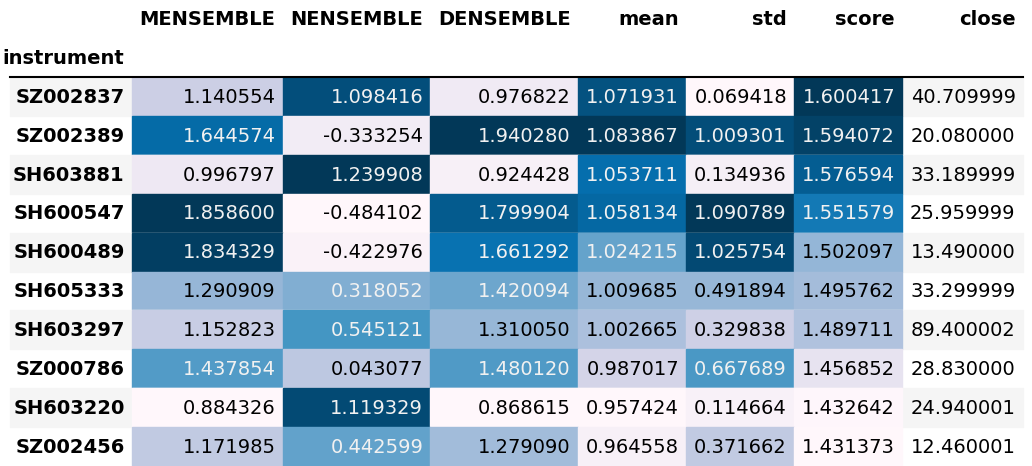 MENSEMBLE NENSEMBLE DENSEMBLE mean std score close
instrument
SZ002837 1.140554 1.098416 0.976822 1.071931 0.069418 1.600417 40.709999
SZ002389 1.644574 -0.333254 1.940280 1.083867 1.009301 1.594072 20.080000
SH603881 0.996797 1.239908 0.924428 1.053711 0.134936 1.576594 33.189999
SH600547 1.858600 -0.484102 1.799904 1.058134 1.090789 1.551579 25.959999
SH600489 1.834329 -0.422976 1.661292 1.024215 1.025754 1.502097 13.490000
SH605333 1.290909 0.318052 1.420094 1.009685 0.491894 1.495762 33.299999
SH603297 1.152823 0.545121 1.310050 1.002665 0.329838 1.489711 89.400002
SZ000786 1.437854 0.043077 1.480120 0.987017 0.667689 1.456852 28.830000
SH603220 0.884326 1.119329 0.868615 0.957424 0.114664 1.432642 24.940001
SZ002456 1.171985 0.442599 1.279090 0.964558 0.371662 1.431373 12.460001